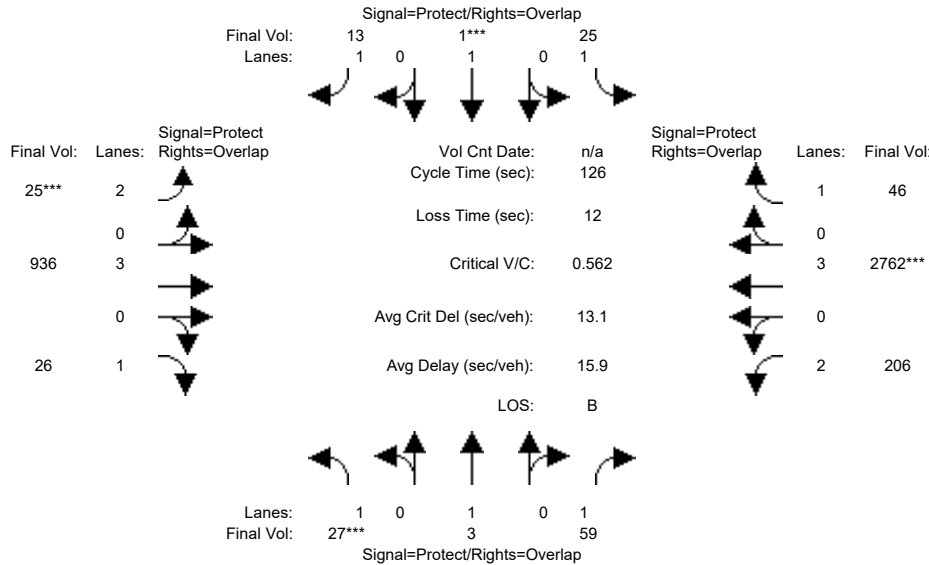 Signal=Protect/Rights=Overlap
Final Vol: 13 1*** 25
Lanes: 1 0 1 0 1
Signal=Protect Signal=Protect
Final Vol: Lanes: Rights=Overlap Vol Cnt Date: n/a Rights=Overlap Lanes: Final Vol:
Cycle Time (sec): 126
25*** 2 1 46
Loss Time (sec): 12
0 0
936 3 Critical V/C: 0.562 3 2762***
0 Avg Crit Del (sec/veh): 13.1 0
26 1 Avg Delay (sec/veh): 15.9 2 206
LOS: B
Lanes: 1 0 1 0 1
Final Vol: 27*** 3 59
Signal=Protect/Rights=Overlap